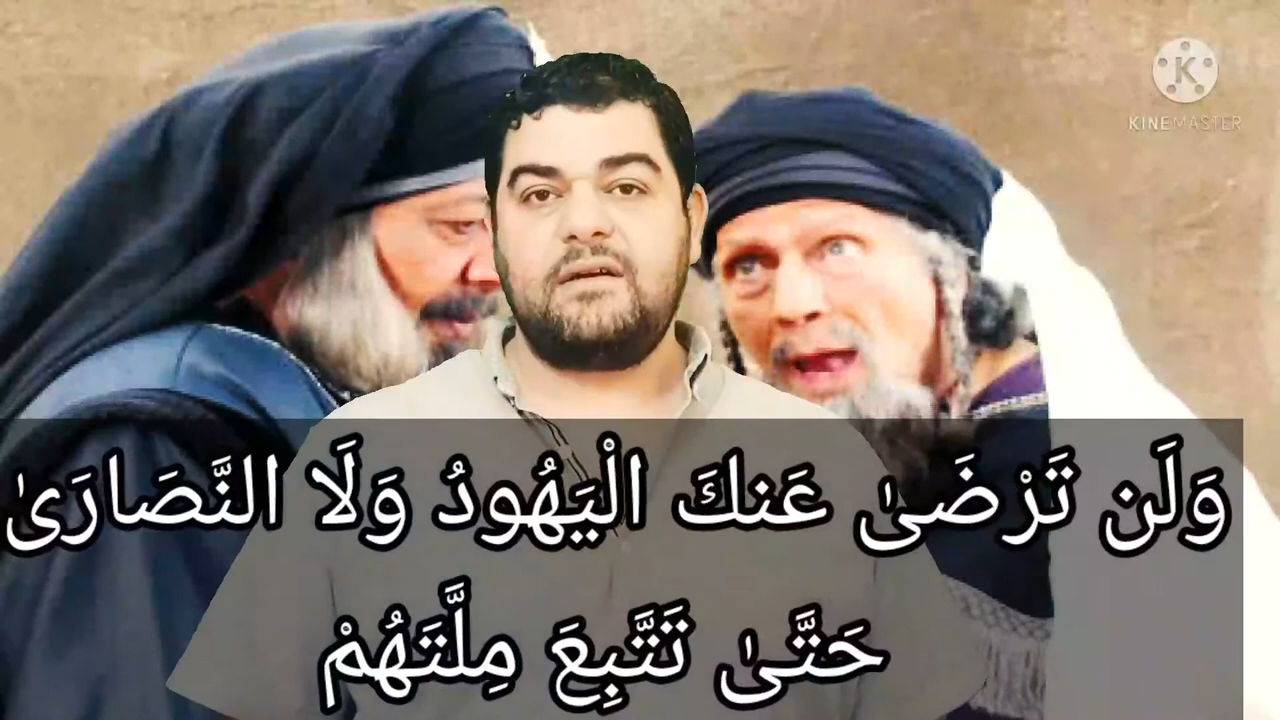 KINEMASTER
وَلَن تَرْضَىٰ عَنكَ الْيَهُودُ وَلَا النَّصَارَىٰ
حَتَّىٰ تَتَّبِعَ مِلَّتَهُمْ